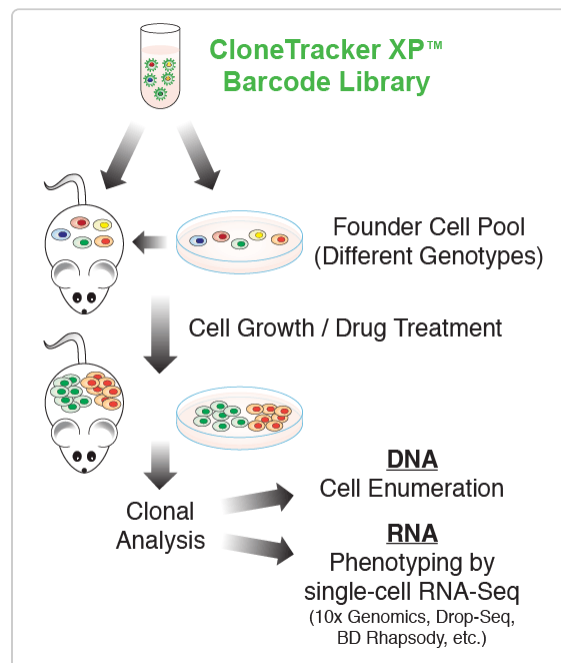 CloneTracker XP™
Barcode Library
Founder Cell Pool
(Different Genotypes)
Cell Growth / Drug Treatment
Clonal
Analysis
DNA
Cell Enumeration
RNA
Phenotyping by
single-cell RNA-Seq
(10x Genomics, Drop-Seq,
BD Rhapsody, etc.)